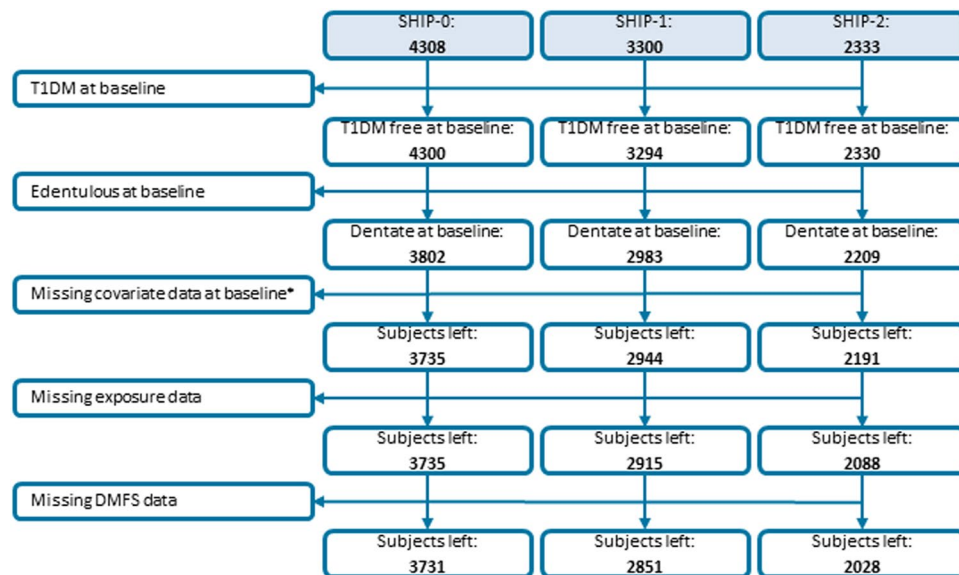 SHIP-0:
4308
SHIP-1:
3300
SHIP-2:
2333
T1DM at baseline
T1DM free at baseline:
4300
T1DM free at baseline:
3294
T1DM free at baseline:
2330
Edentulous at baseline
Dentate at baseline:
3802
Dentate at baseline:
2983
Dentate at baseline:
2209
Missing covariate data at baseline*
Subjects left:
3735
Subjects left:
2944
Subjects left:
2191
Missing exposure data
Subjects left:
3735
Subjects left:
2915
Subjects left:
2088
Missing DMFS data
Subjects left:
3731
Subjects left:
2851
Subjects left:
2028